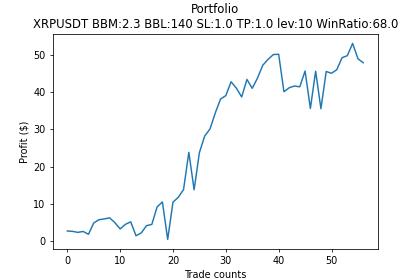 Portfolio
XRPUSDT BBM:2.3 BBL:140 SL:1.0 TP:1.0 lev:10 WinRatio:68.0
Profit ($)
50
40
30
20
10
0
0 10 20 30 40 50
Trade counts